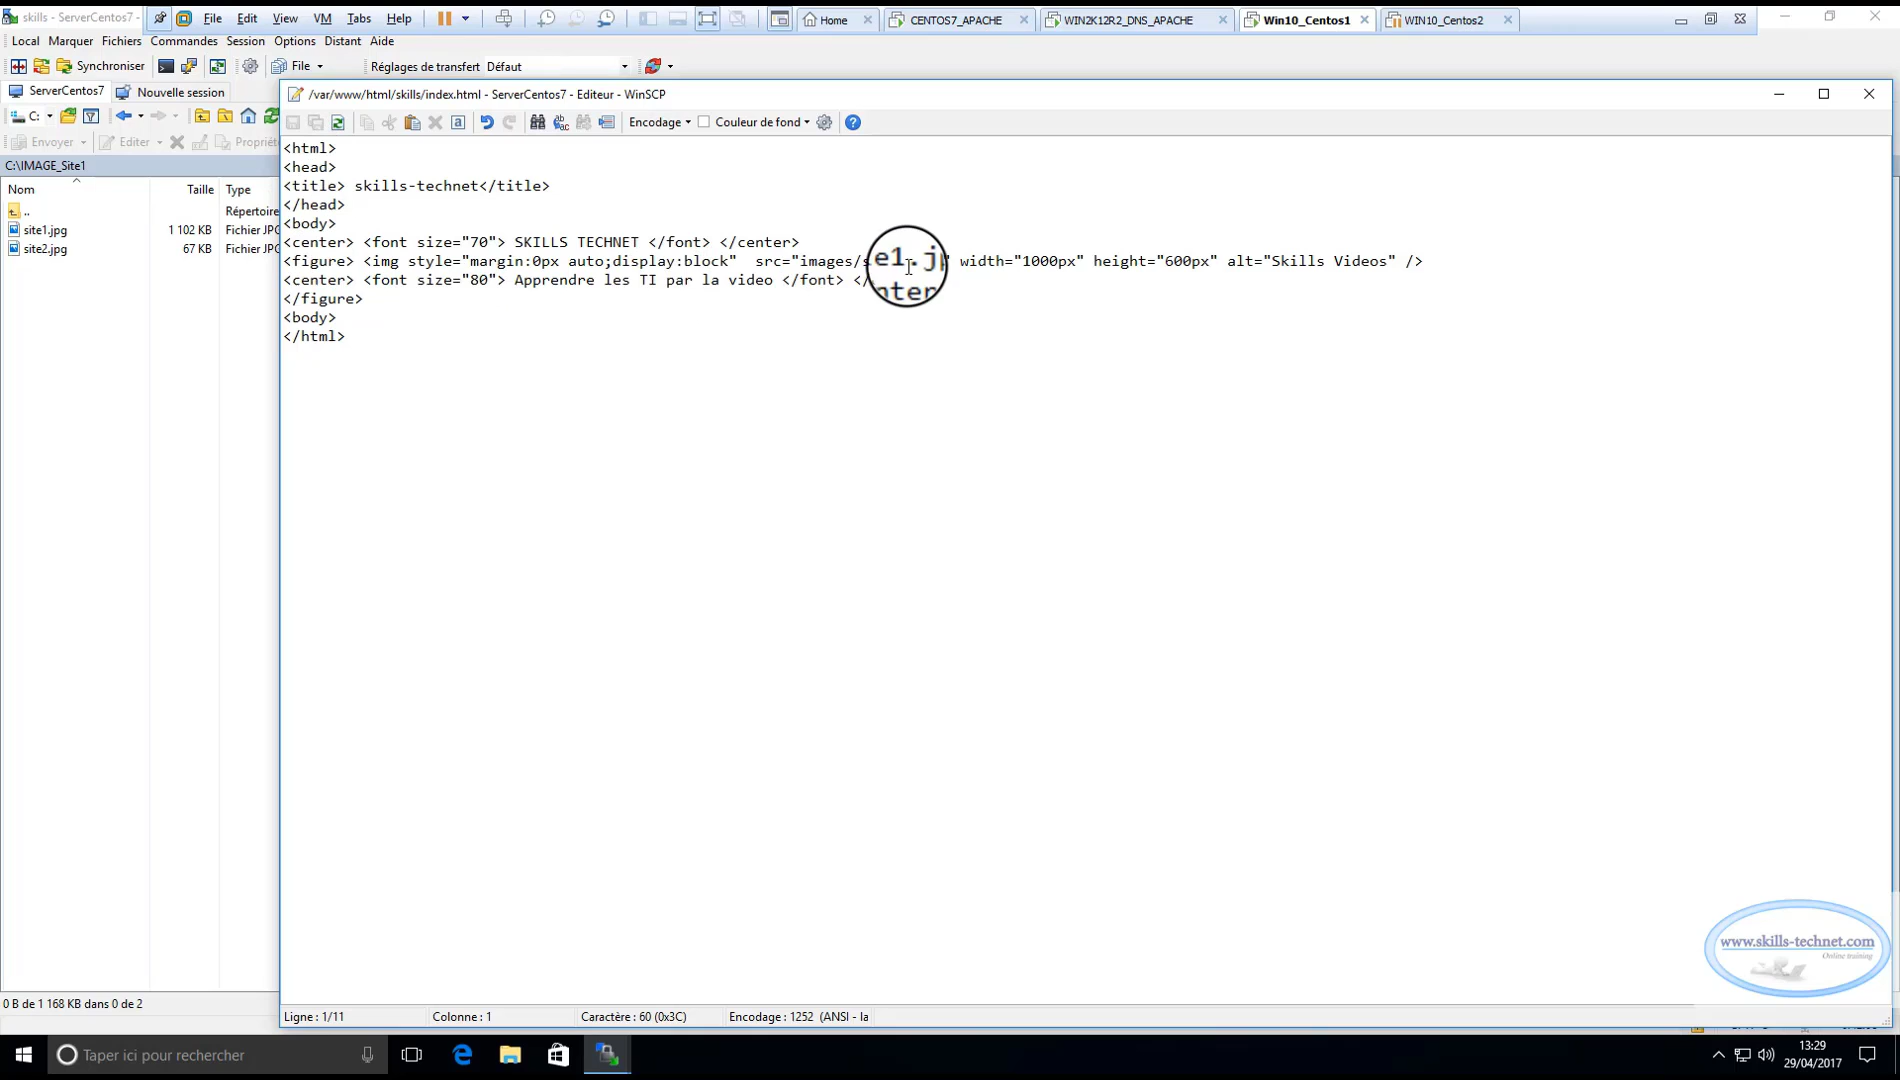 skills - ServerCentos7 -
File Edit View VM Tabs Help
Home
CENTOS7_APACHE
WIN2K12R2_DNS_APACHE
Win10_Centos1
WIN10_Centos2
Local Marquer Fichiers Commandes Session Options Distant Aide
Synchroniser
File
Réglages de transfert Défaut
ServerCentos7 Nouvelle session
/var/www/html/skills/index.html - ServerCentos7 - Editeur - WinSCP
C:
Encodage Couleur de fond
Envoyer Editer Propriété
C:\IMAGE_Site1
Nom Taille Type
.. Répertoire
site1.jpg 1 102 KB Fichier JPG
site2.jpg 67 KB Fichier JPG
<html>
<head>
<title> skills-technet</title>
</head>
<body>
<center> <font size="70"> SKILLS TECHNET </font> </center>
<figure> <img style="margin:0px auto;display:block"  src="images/site1.jpg" width="1000px" height="600px" alt="Skills Videos" />
<center> <font size="80"> Apprendre les TI par la video </font> </center>
</figure>
<body>
</html>
www.skills-technet.com
Online training
0 B de 1 168 KB dans 0 de 2
Ligne : 1/11 Colonne : 1 Caractère : 60 (0x3C) Encodage : 1252 (ANSI - la
Taper ici pour rechercher
13:29
29/04/2017